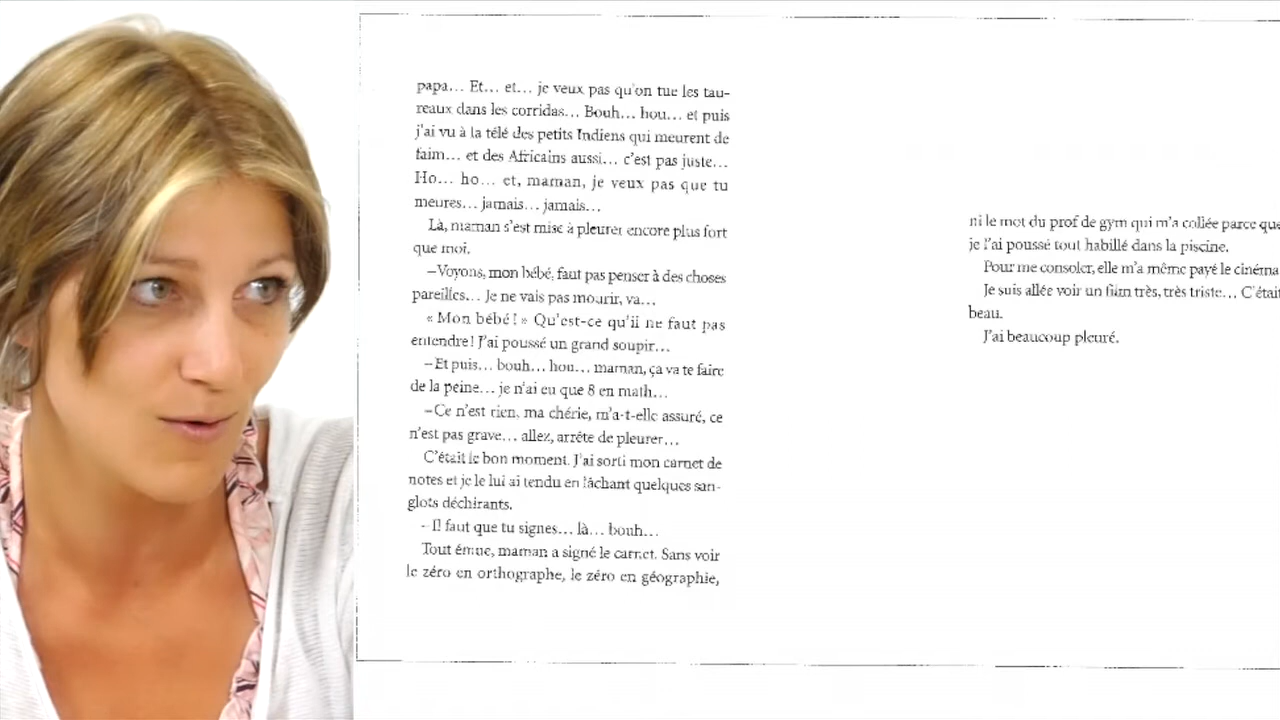 papa… Et… et… je veux pas qu'on tue les tau-
reaux dans les corridas… Bouh… hou… et puis
j'ai vu à la télé des petits Indiens qui meurent de
faim… et des Africains aussi… c'est pas juste…
Ho… ho… et, maman, je veux pas que tu
meures… jamais… jamais…
Là, maman s'est mise à pleurer encore plus fort
que moi.
–Voyons, mon bébé, faut pas penser à des choses
pareilles… Je ne vais pas mourir, va…
« Mon bébé ! » Qu'est-ce qu'il ne faut pas
entendre ! J'ai poussé un grand soupir…
–Et puis… bouh… hou… maman, ça va te faire
de la peine… je n'ai eu que 8 en math…
–Ce n'est rien, ma chérie, m'a-t-elle assuré, ce
n'est pas grave… allez, arrête de pleurer…
C'était le bon moment. J'ai sorti mon carnet de
notes et je le lui ai tendu en lâchant quelques san-
glots déchirants.
–Il faut que tu signes… là… bouh…
Tout émue, maman a signé le carnet. Sans voir
le zéro en orthographe, le zéro en géographie,
ni le mot du prof de gym qui m'a collée parce que
je l'ai poussé tout habillé dans la piscine.
Pour me consoler, elle m'a même payé le cinéma
Je suis allée voir un film très, très triste… C'était
beau.
J'ai beaucoup pleuré.